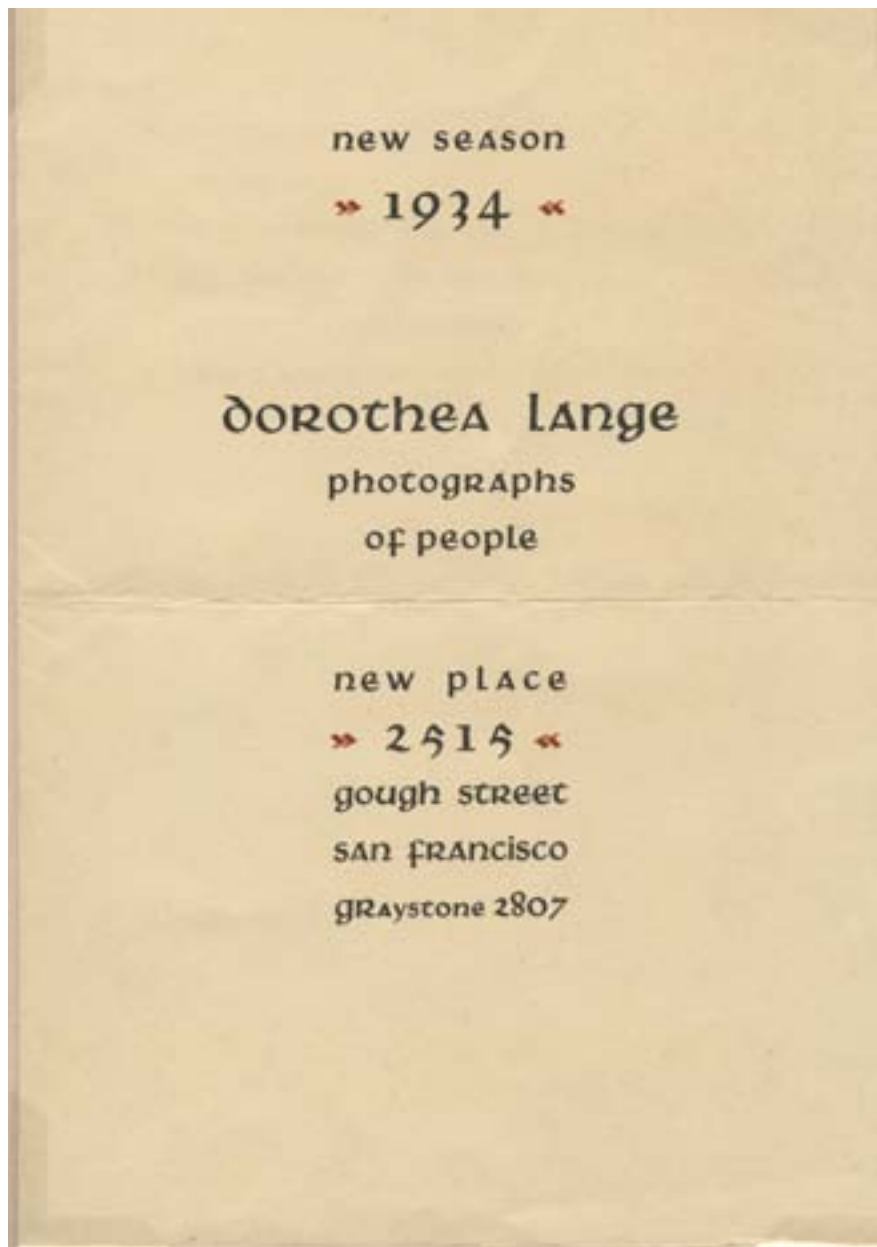 new season
» 1934 «
dorothea lange
photographs
of people
new place
» 2515 «
gough street
san francisco
graystone 2807